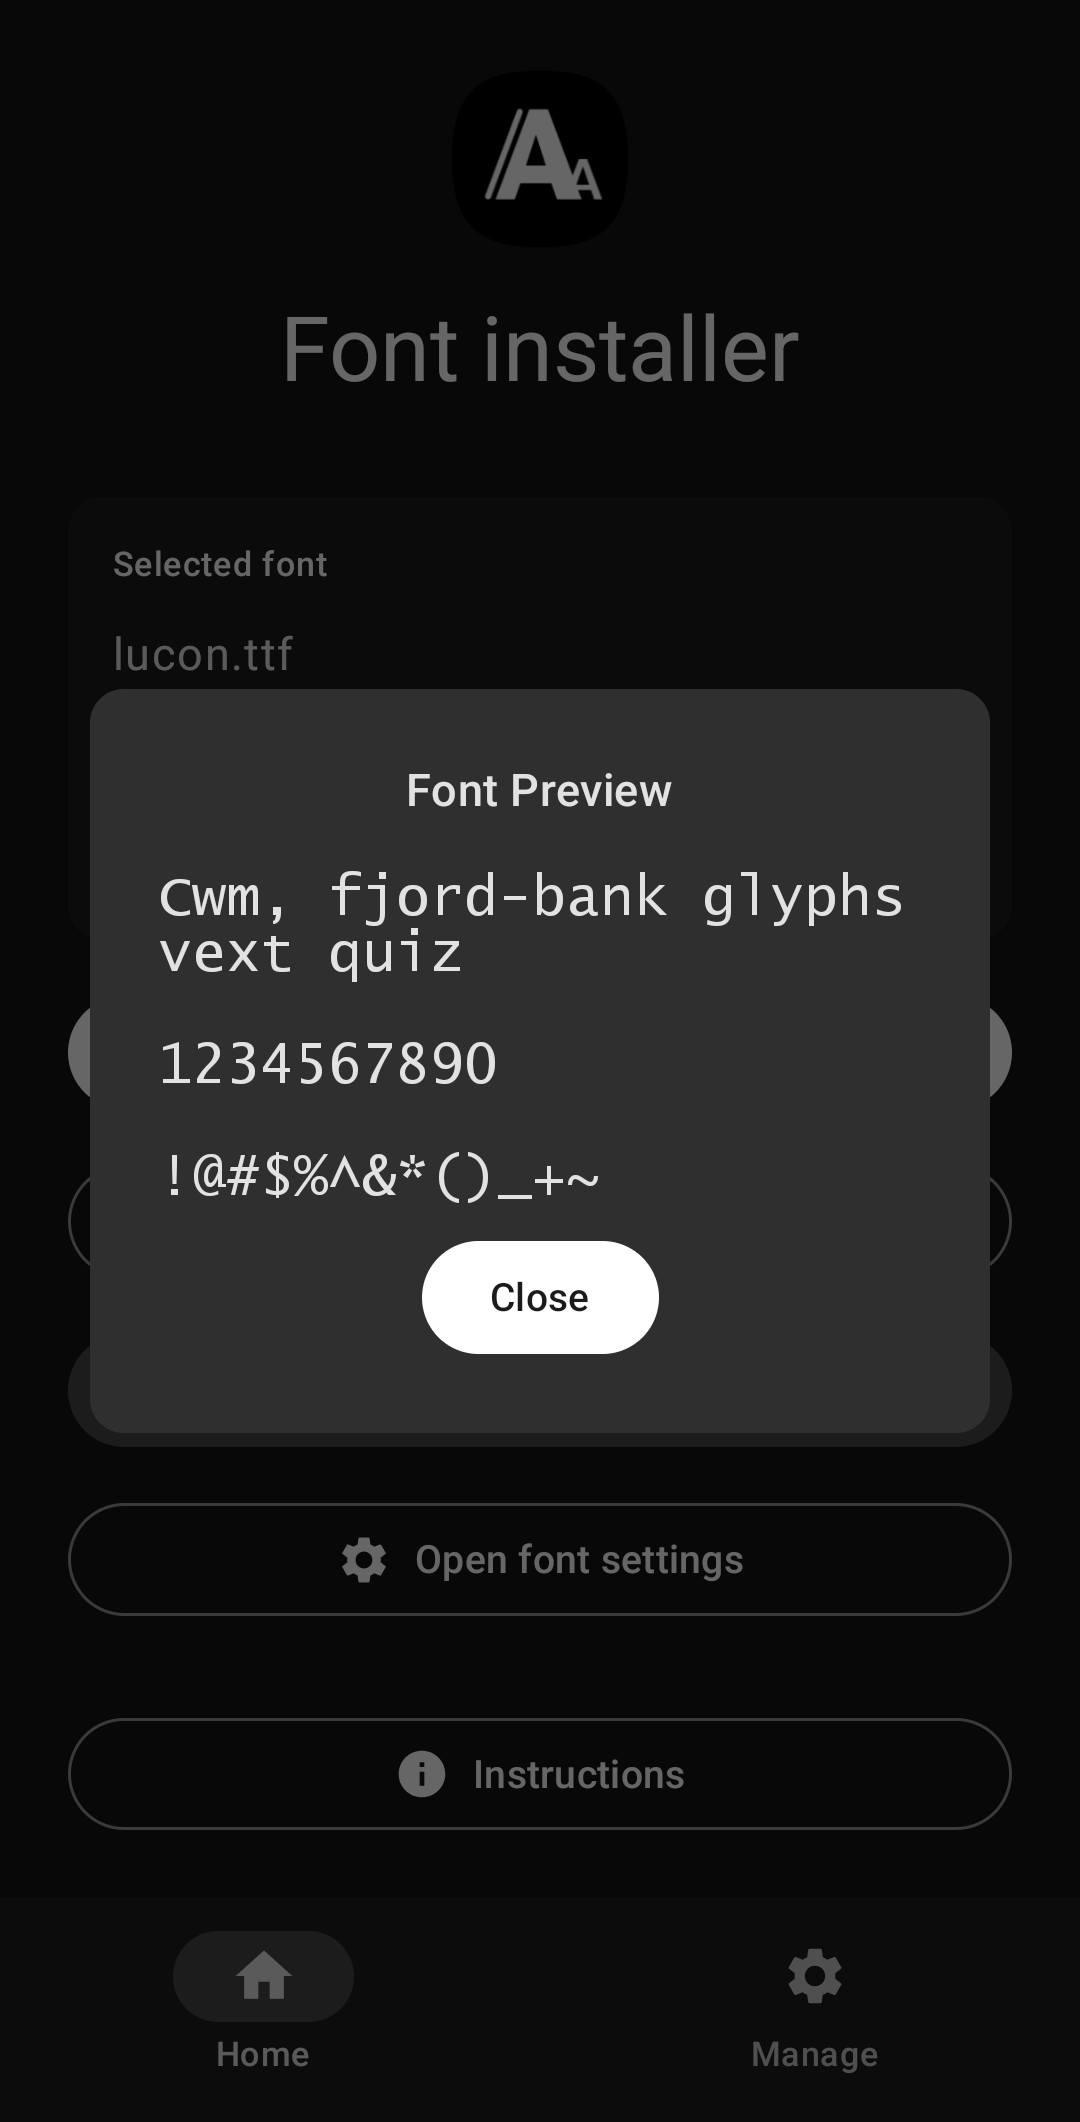 Font installer
Selected font
lucon.ttf
Font Preview
Cwm, fjord-bank glyphs
vext quiz
1234567890
!@#$%^&*()_+~
Close
Open font settings
Instructions
Home
Manage